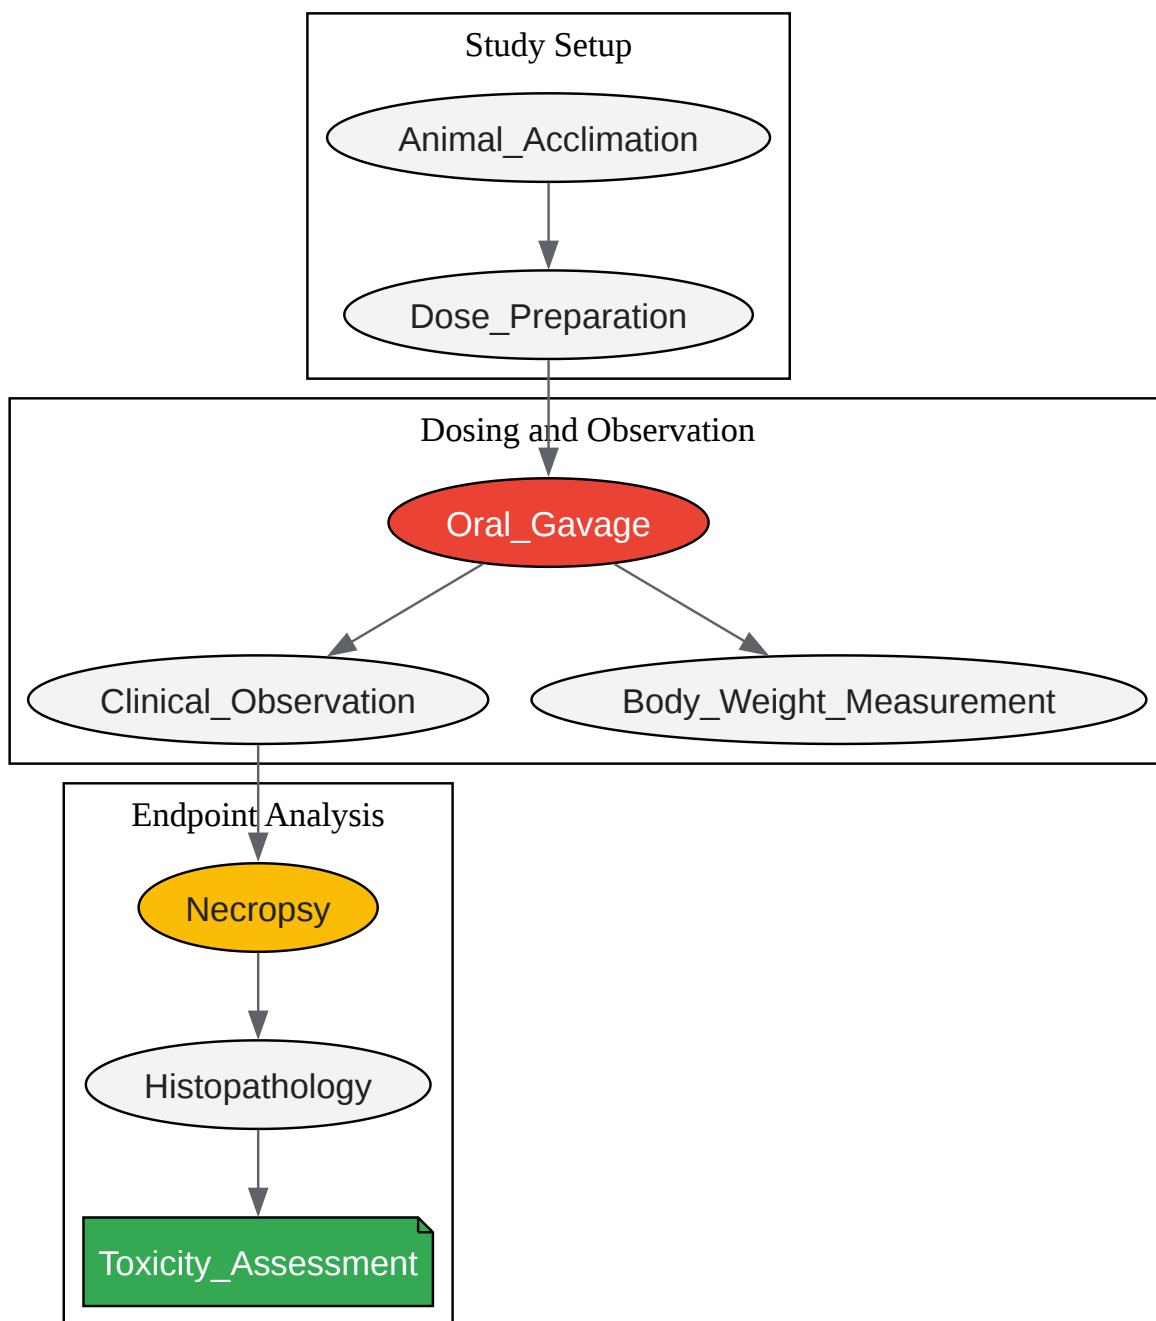 Study Setup
Animal_Acclimation
Dose_Preparation
Dosing and Observation
Oral_Gavage
Clinical_Observation
Body_Weight_Measurement
Endpoint Analysis
Necropsy
Histopathology
Toxicity_Assessment